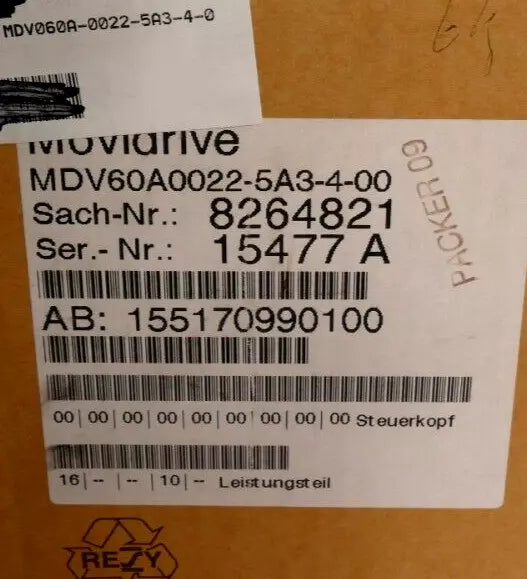 MDV060A-0022-5A3-4-0
Movidrive
MDV60A0022-5A3-4-00
Sach-Nr.: 8264821
Ser.- Nr.: 15477 A
PACKER 09
AB: 155170990100
00| 00| 00| 00| 00| 00| 00| 00| 00 Steuerkopf
16| -- | -- | 10 | -- Leistungsteil
RESY